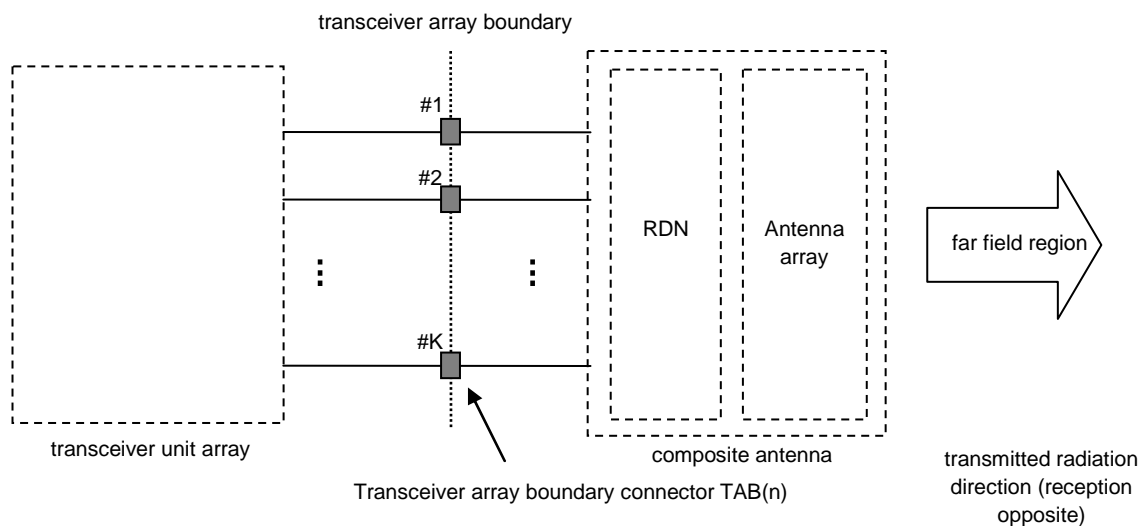 transceiver array boundary
#1
#2
#K
RDN
Antenna
array
far field region
transceiver unit array
composite antenna
Transceiver array boundary connector TAB(n)
transmitted radiation
direction (reception
opposite)